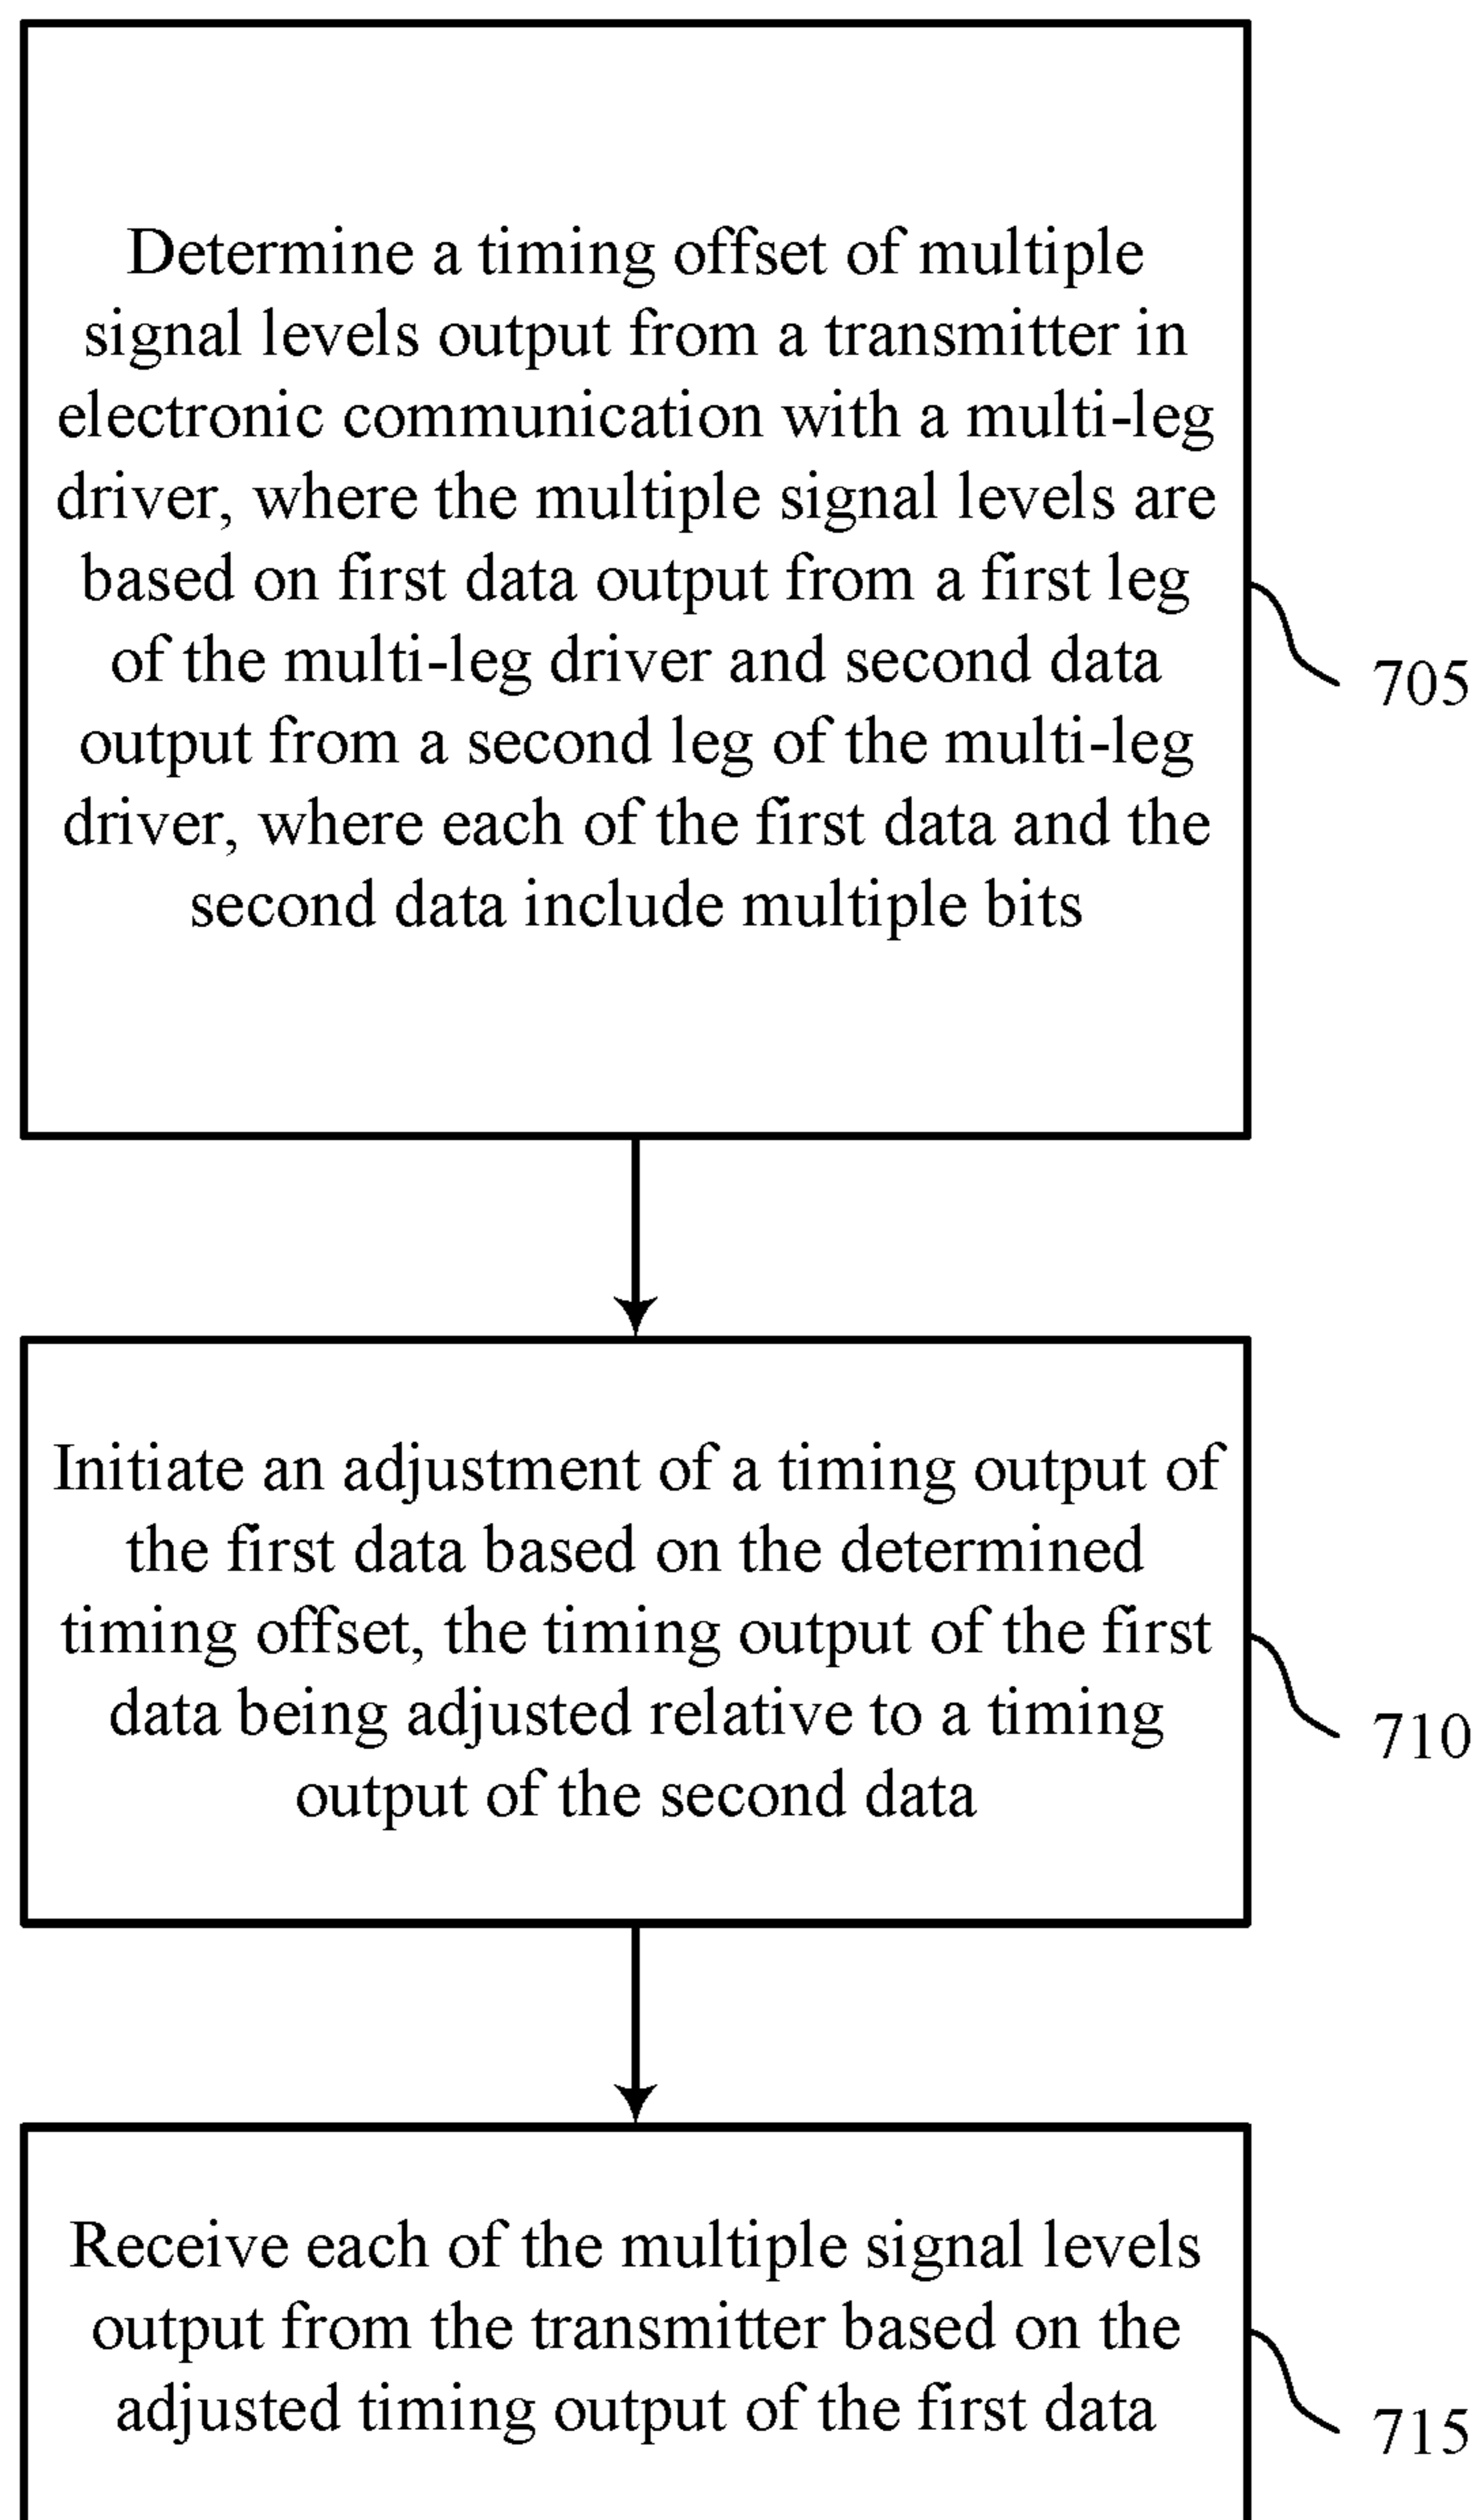 Determine a timing offset of multiple
signal levels output from a transmitter in
electronic communication with a multi-leg
driver, where the multiple signal levels are
based on first data output from a first leg
of the multi-leg driver and second data
output from a second leg of the multi-leg
driver, where each of the first data and the
second data include multiple bits
705
Initiate an adjustment of a timing output of
the first data based on the determined
timing offset, the timing output of the first
data being adjusted relative to a timing
output of the second data
710
Receive each of the multiple signal levels
output from the transmitter based on the
adjusted timing output of the first data
715